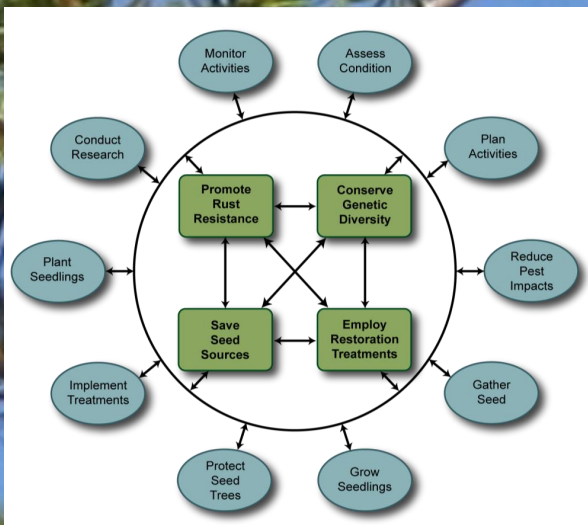 Monitor
Activities
Assess
Condition
Conduct
Research
Plan
Activities
Promote
Rust
Resistance
Conserve
Genetic
Diversity
Plant
Seedlings
Reduce
Pest
Impacts
Save
Seed
Sources
Employ
Restoration
Treatments
Implement
Treatments
Gather
Seed
Protect
Seed
Trees
Grow
Seedlings